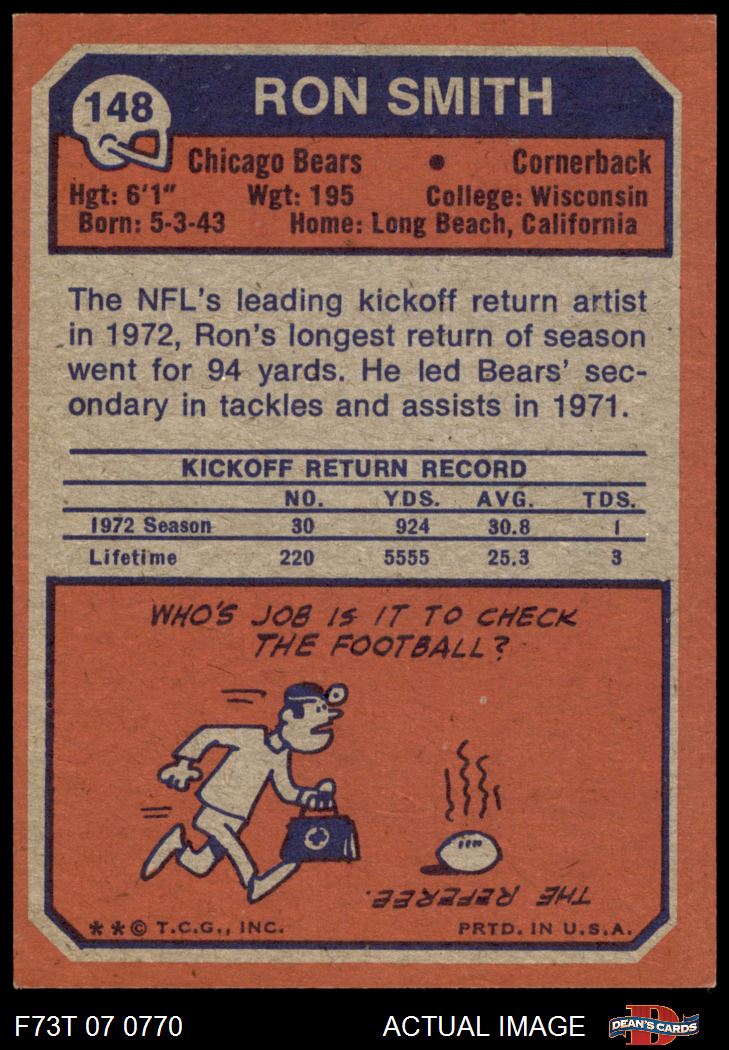 148
RON SMITH
Chicago Bears • Cornerback
Hgt: 6'1" Wgt: 195 College: Wisconsin
Born: 5-3-43 Home: Long Beach, California
The NFL's leading kickoff return artist
in 1972, Ron's longest return of season
went for 94 yards. He led Bears' sec-
ondary in tackles and assists in 1971.
KICKOFF RETURN RECORD
NO. YDS. AVG. TDS.
1972 Season 30 924 30.8 1
Lifetime 220 5555 25.3 3
WHO'S JOB IS IT TO CHECK
THE FOOTBALL?
THE REFEREE.
**© T.C.G., INC. PRTD. IN U.S.A.
F73T 07 0770 ACTUAL IMAGE
D
DEAN'S CARDS